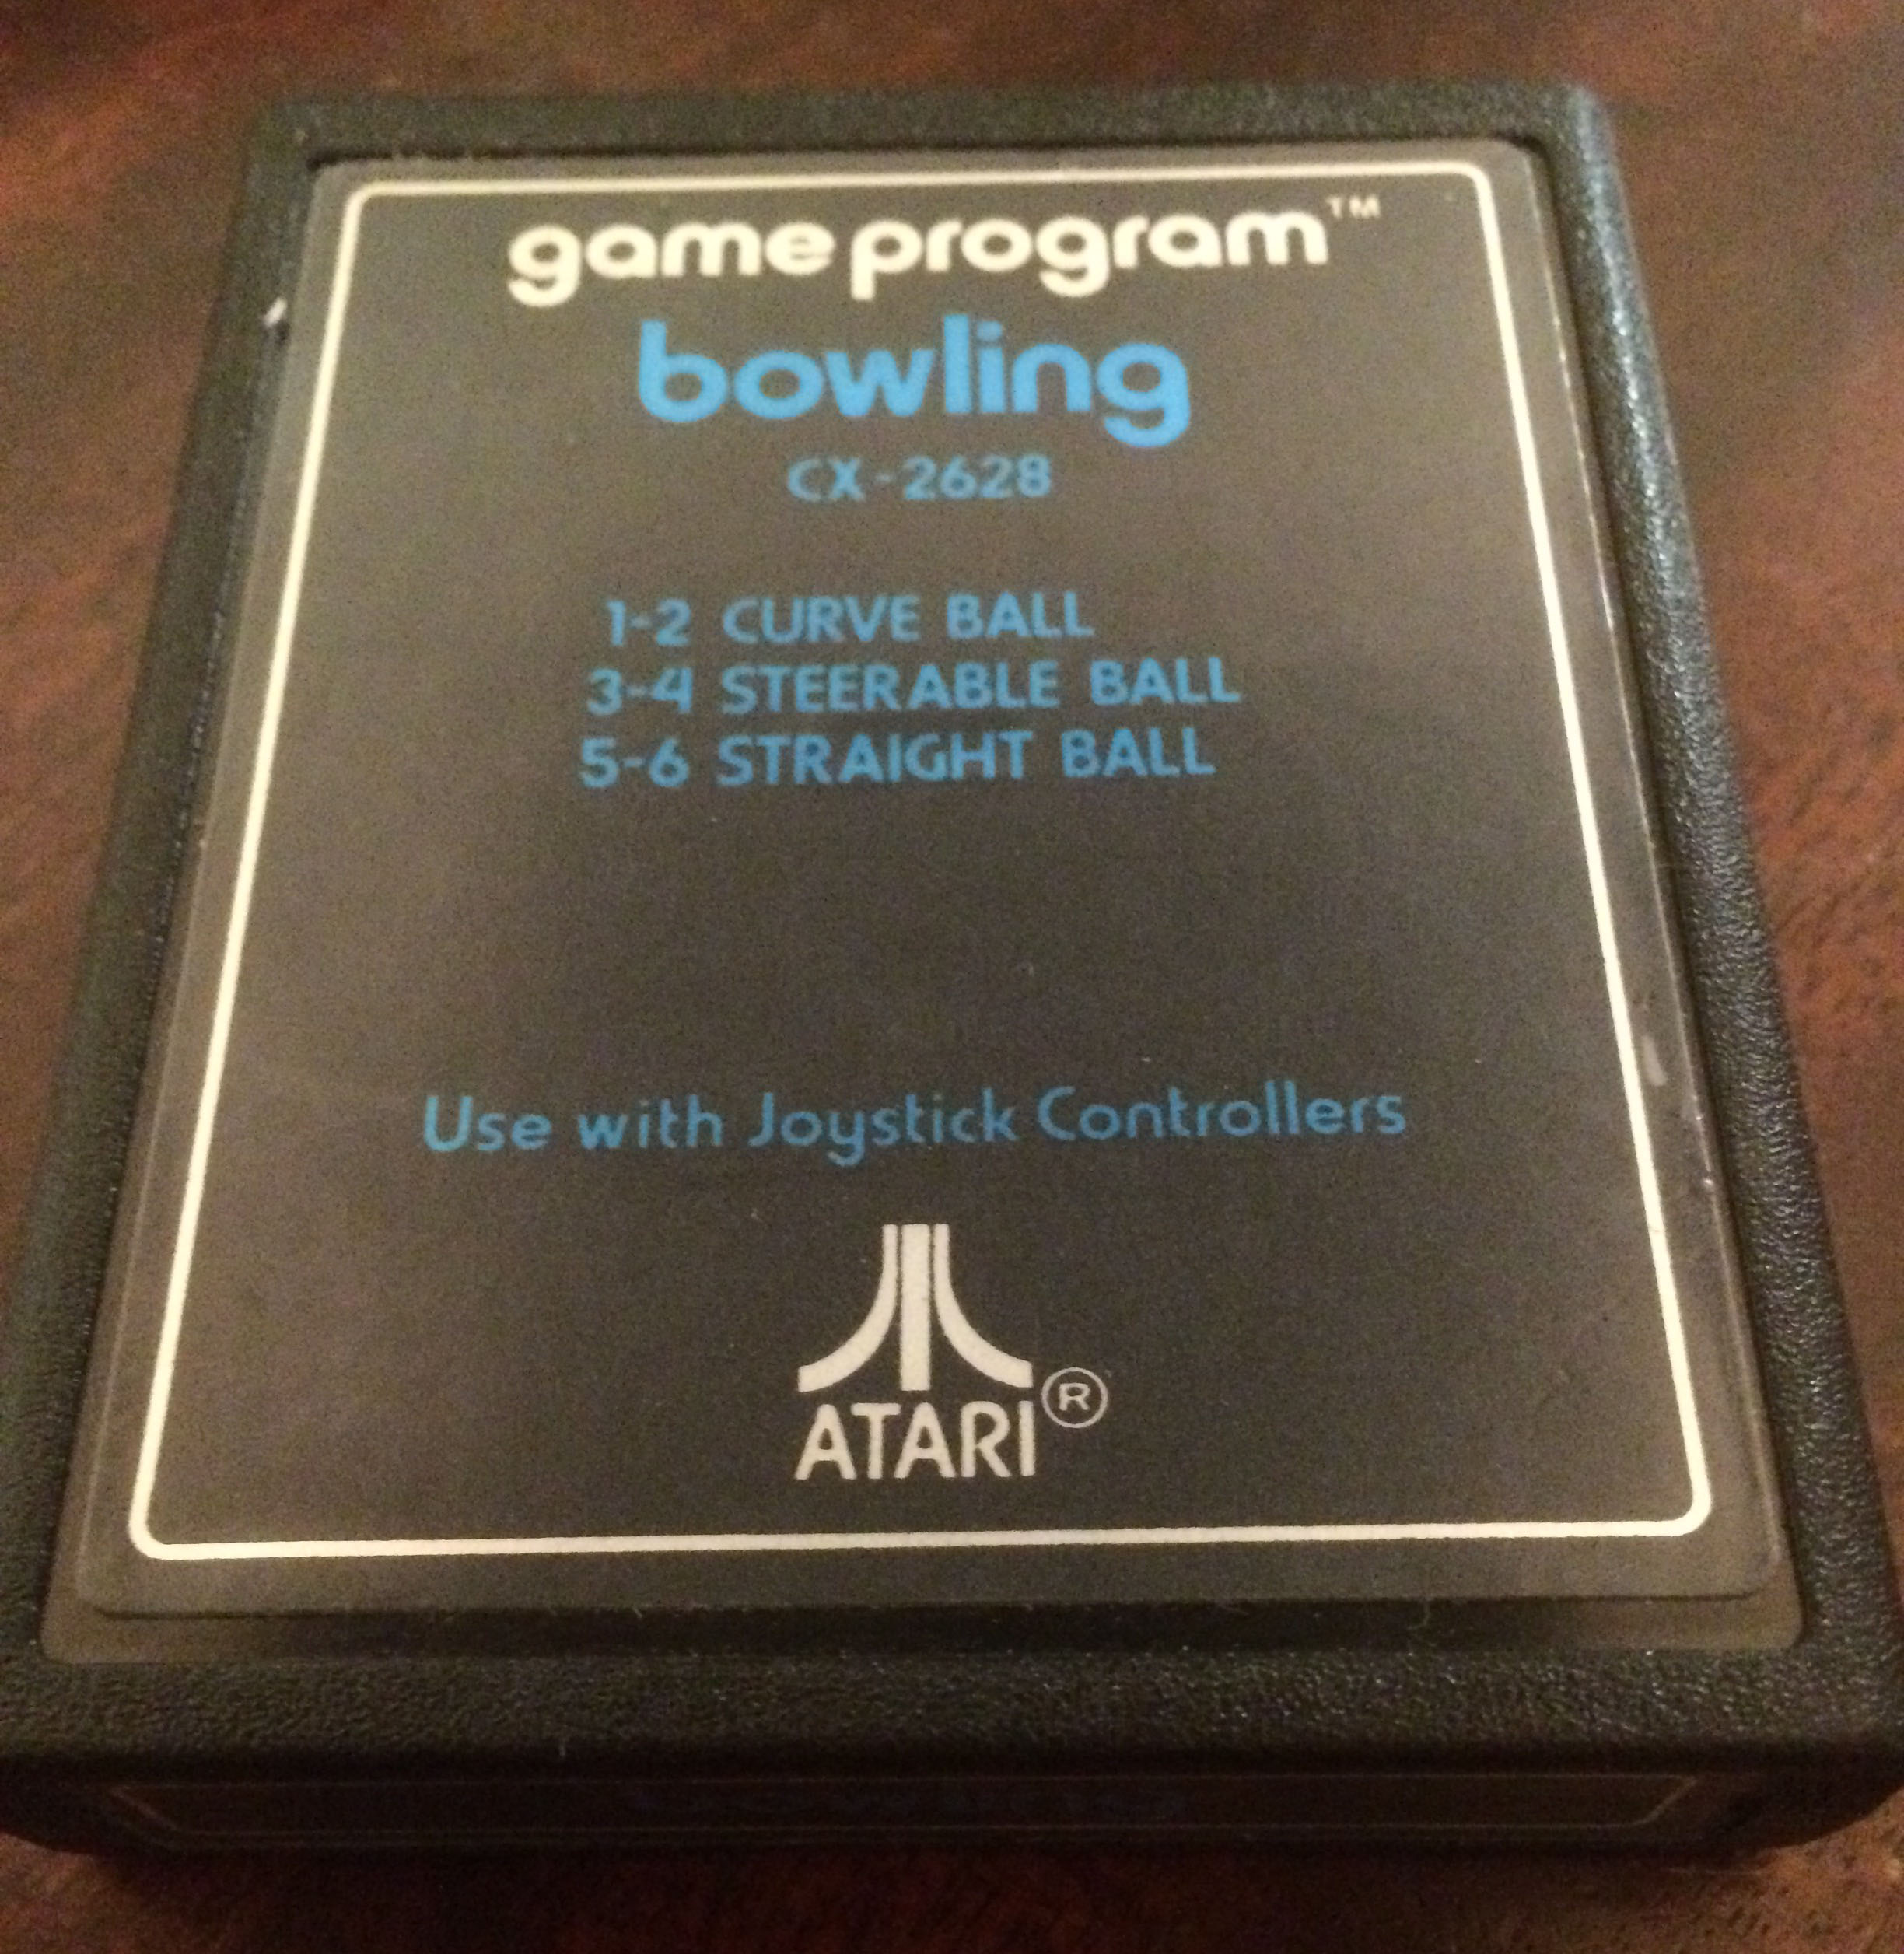 game program™
bowling
CX-2628
1-2 CURVE BALL
3-4 STEERABLE BALL
5-6 STRAIGHT BALL
Use with Joystick Controllers
ATARI®